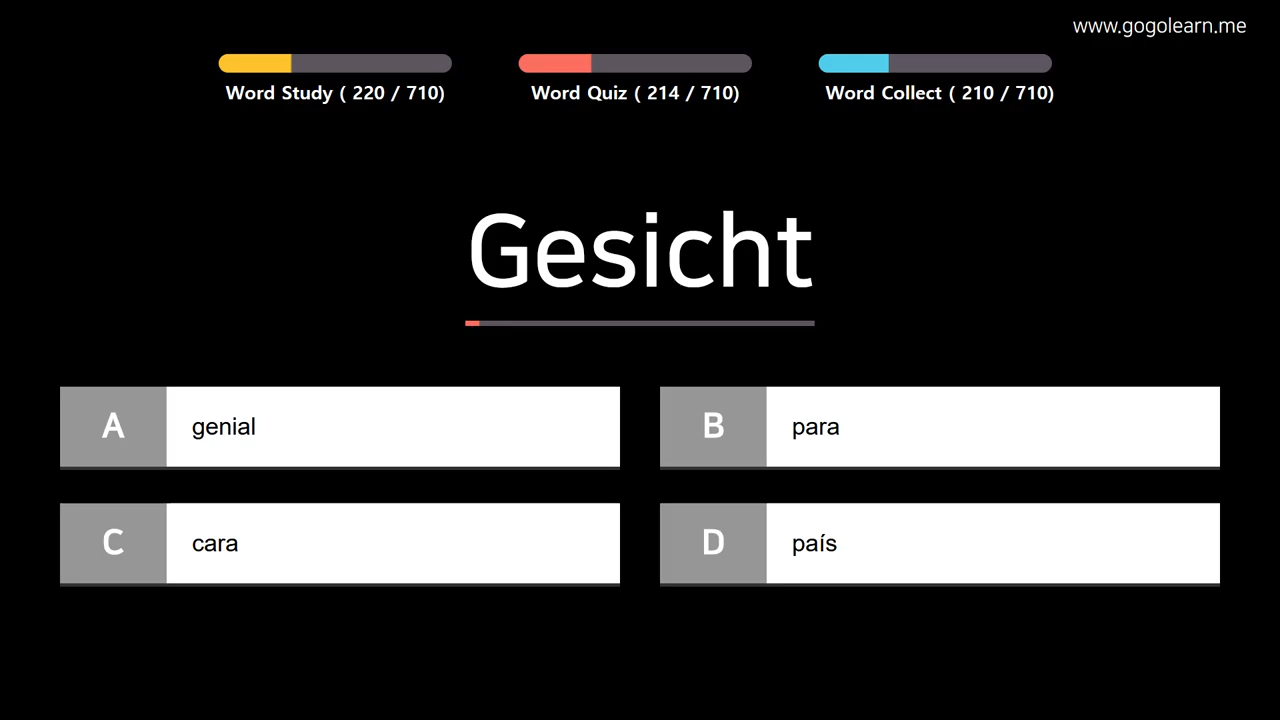 www.gogolearn.me
Word Study ( 220 / 710)
Word Quiz ( 214 / 710)
Word Collect ( 210 / 710)
Gesicht
A
genial
B
para
C
cara
D
país